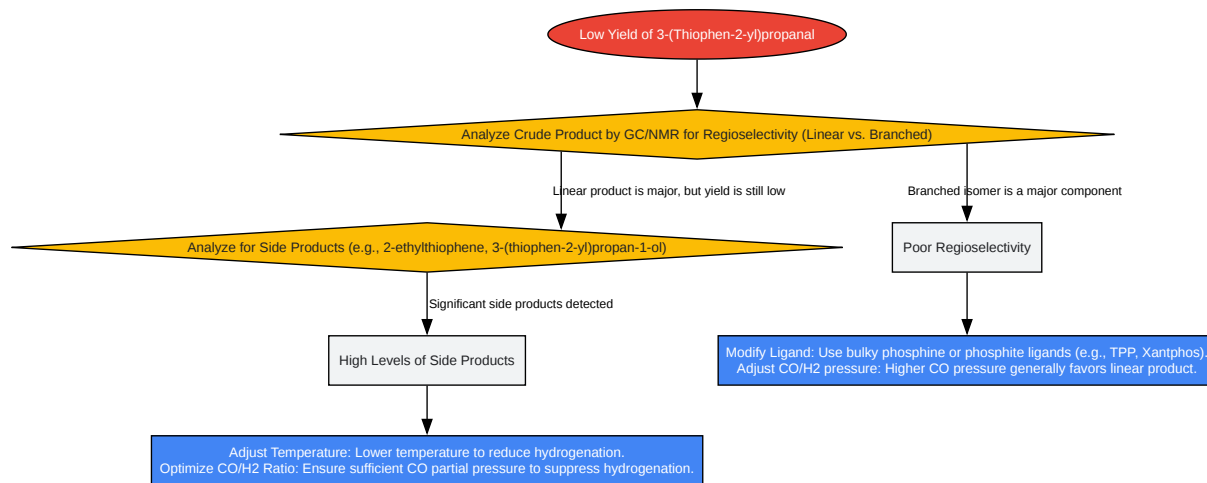 Low Yield of 3-(Thiophen-2-yl)propanal
Analyze Crude Product by GC/NMR for Regioselectivity (Linear vs. Branched)
Linear product is major, but yield is still low
Branched isomer is a major component
Analyze for Side Products (e.g., 2-ethylthiophene, 3-(thiophen-2-yl)propan-1-ol)
Poor Regioselectivity
Significant side products detected
High Levels of Side Products
Modify Ligand: Use bulky phosphine or phosphite ligands (e.g., TPP, Xantphos).
Adjust CO/H2 pressure: Higher CO pressure generally favors linear product.
Adjust Temperature: Lower temperature to reduce hydrogenation.
Optimize CO/H2 Ratio: Ensure sufficient CO partial pressure to suppress hydrogenation.